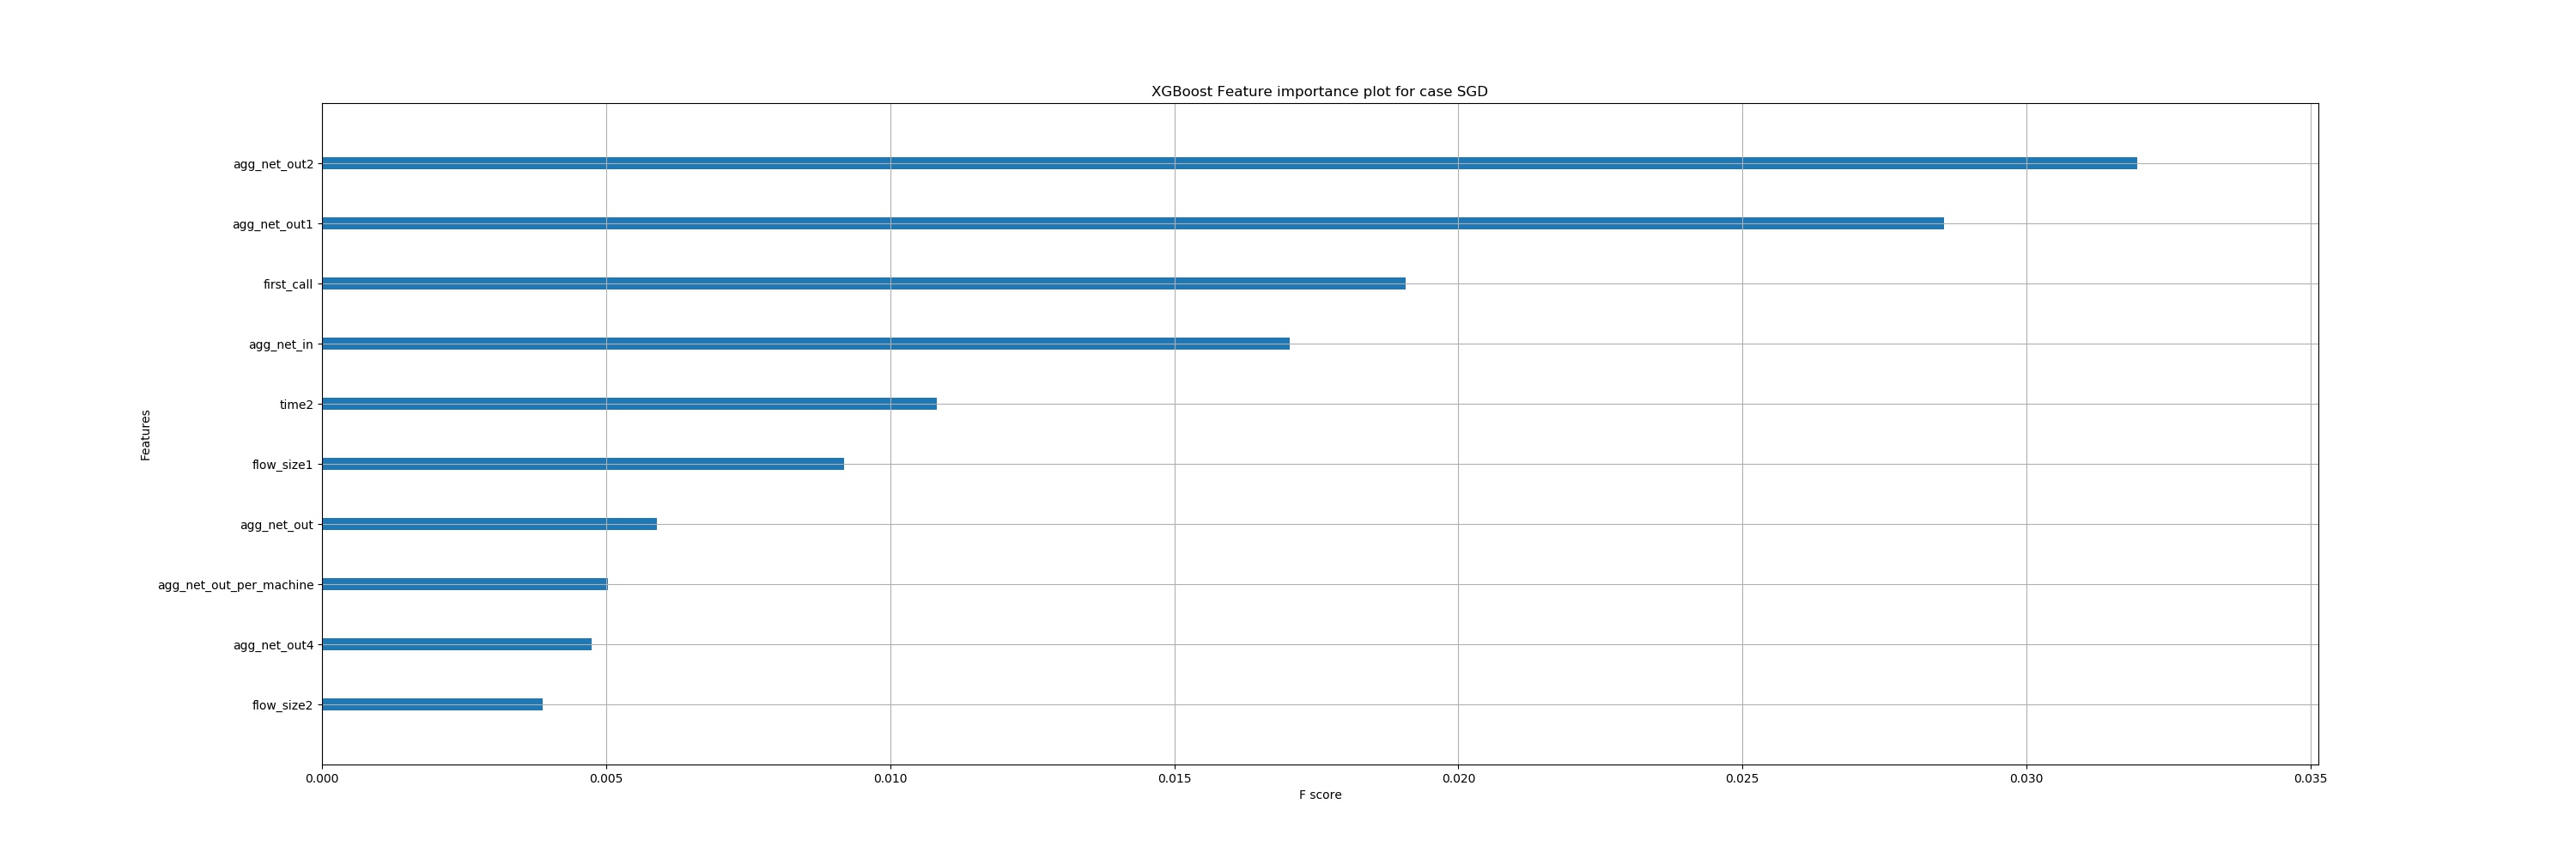 XGBoost Feature importance plot for case SGD
Features
agg_net_out2
agg_net_out1
first_call
agg_net_in
time2
flow_size1
agg_net_out
agg_net_out_per_machine
agg_net_out4
flow_size2
0.000 0.005 0.010 0.015 0.020 0.025 0.030 0.035
F score